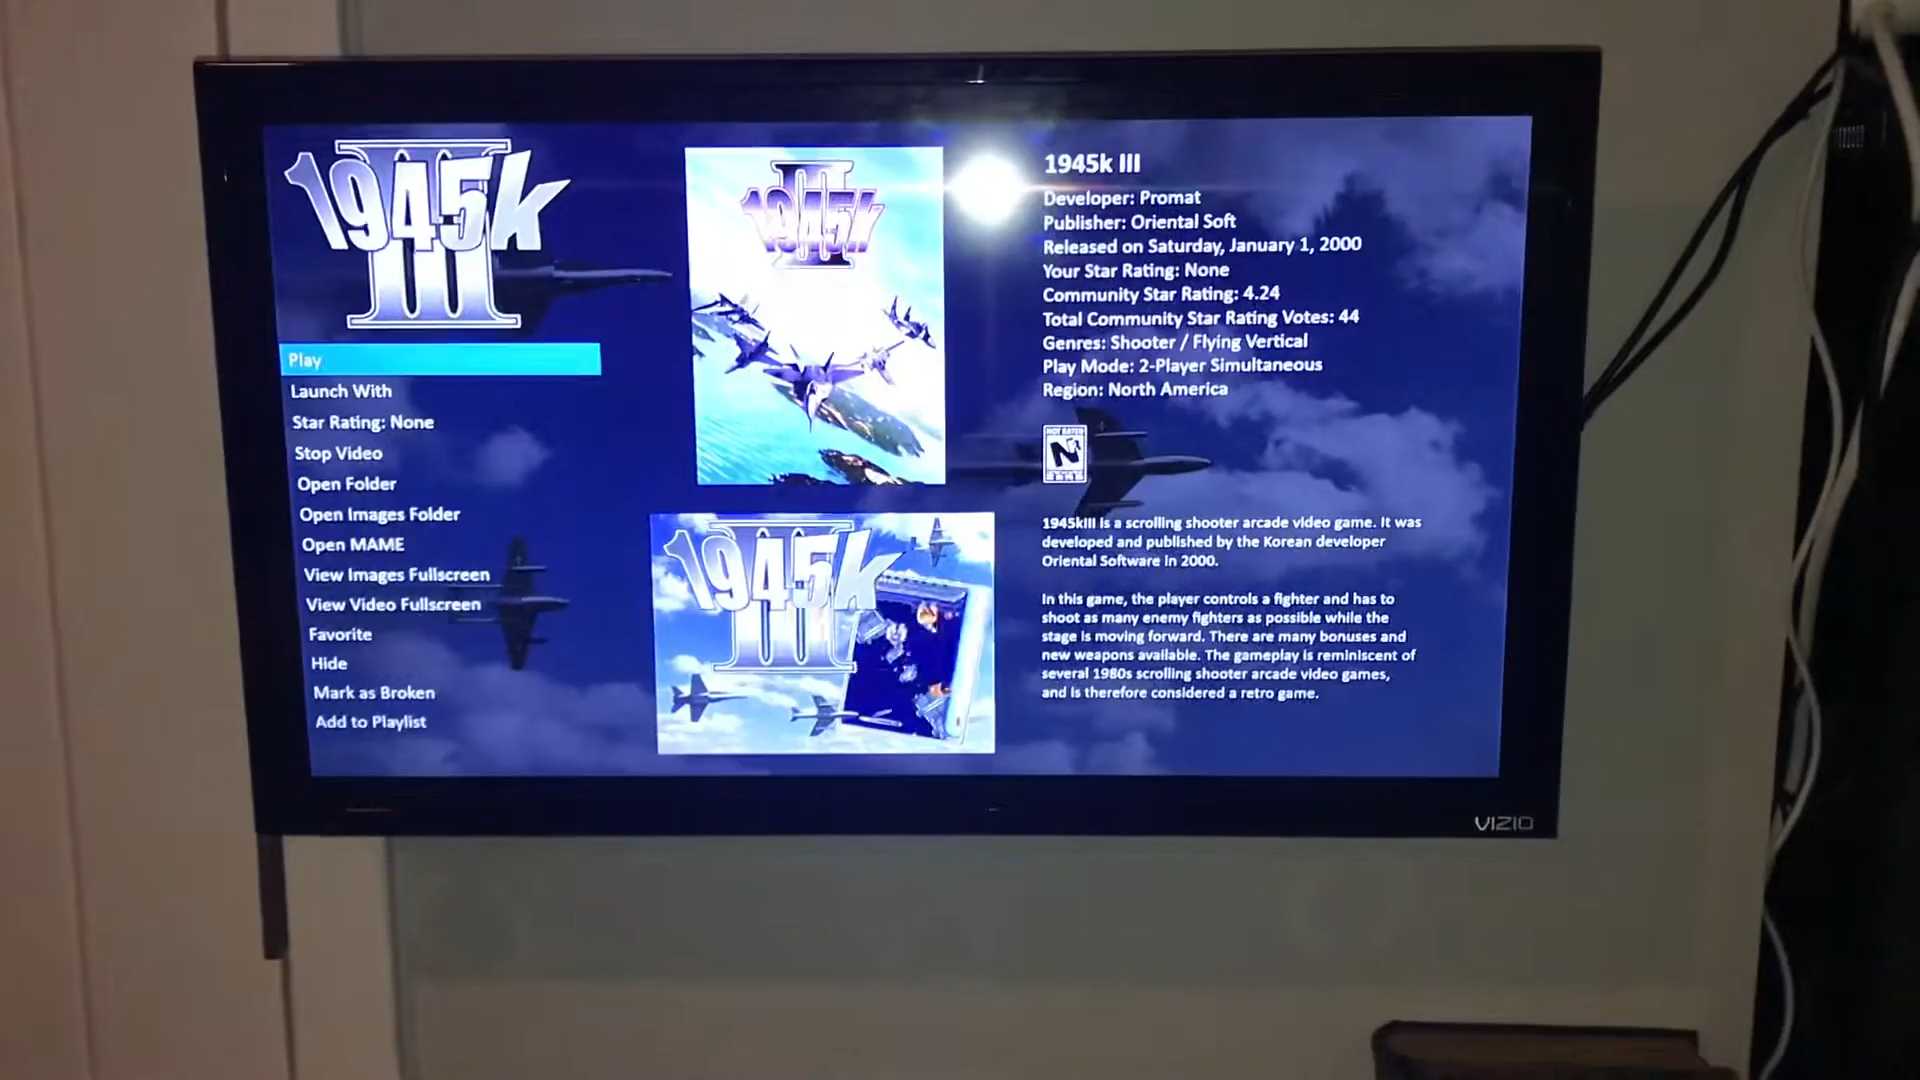 1945k
III
Play
Launch With
Star Rating: None
Stop Video
Open Folder
Open Images Folder
Open MAME
View Images Fullscreen
View Video Fullscreen
Favorite
Hide
Mark as Broken
Add to Playlist
III
1945k
1945k
III
1945k III
Developer: Promat
Publisher: Oriental Soft
Released on Saturday, January 1, 2000
Your Star Rating: None
Community Star Rating: 4.24
Total Community Star Rating Votes: 44
Genres: Shooter / Flying Vertical
Play Mode: 2-Player Simultaneous
Region: North America
NOT RATED
1945kIII is a scrolling shooter arcade video game. It was
developed and published by the Korean developer
Oriental Software in 2000.
In this game, the player controls a fighter and has to
shoot as many enemy fighters as possible while the
stage is moving forward. There are many bonuses and
new weapons available. The gameplay is reminiscent of
several 1980s scrolling shooter arcade video games,
and is therefore considered a retro game.
VIZIO